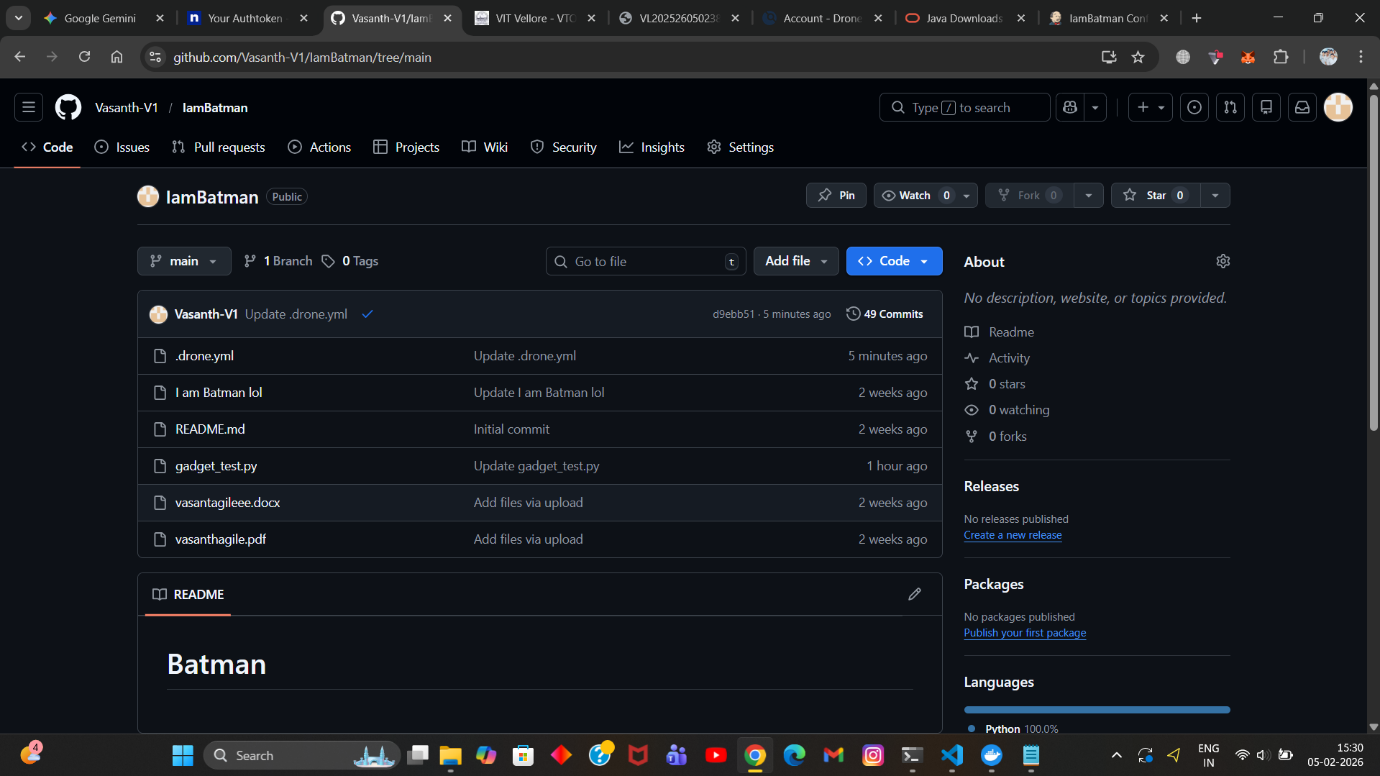 Google Gemini
Your Authtoken
Vasanth-V1/IamI
VIT Vellore - VTO
VL20252605023
Account - Drone
Java Downloads
IamBatman Con
github.com/Vasanth-V1/IamBatman/tree/main
Vasanth-V1 / IamBatman
Type / to search
Code Issues Pull requests Actions Projects Wiki Security Insights Settings
IamBatman Public
Pin Watch 0 Fork 0 Star 0
main 1 Branch 0 Tags
Go to file t Add file Code
Vasanth-V1 Update .drone.yml d9ebb51 · 5 minutes ago 49 Commits
.drone.yml Update .drone.yml 5 minutes ago
I am Batman lol Update I am Batman lol 2 weeks ago
README.md Initial commit 2 weeks ago
gadget_test.py Update gadget_test.py 1 hour ago
vasantagileee.docx Add files via upload 2 weeks ago
vasanthagile.pdf Add files via upload 2 weeks ago
README
Batman
About
No description, website, or topics provided.
Readme
Activity
0 stars
0 watching
0 forks
Releases
No releases published
Create a new release
Packages
No packages published
Publish your first package
Languages
Python 100.0%
4
Search
ENG
IN
15:30
05-02-2026